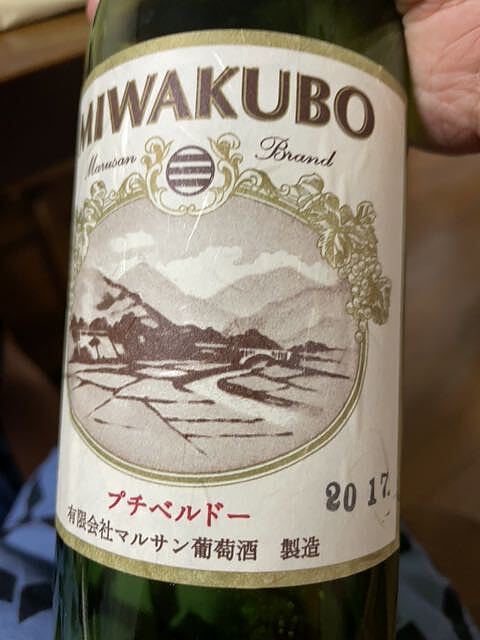 MIWAKUBO
Marusan Brand
プチベルドー
2017.
有限会社マルサン葡萄酒 製造